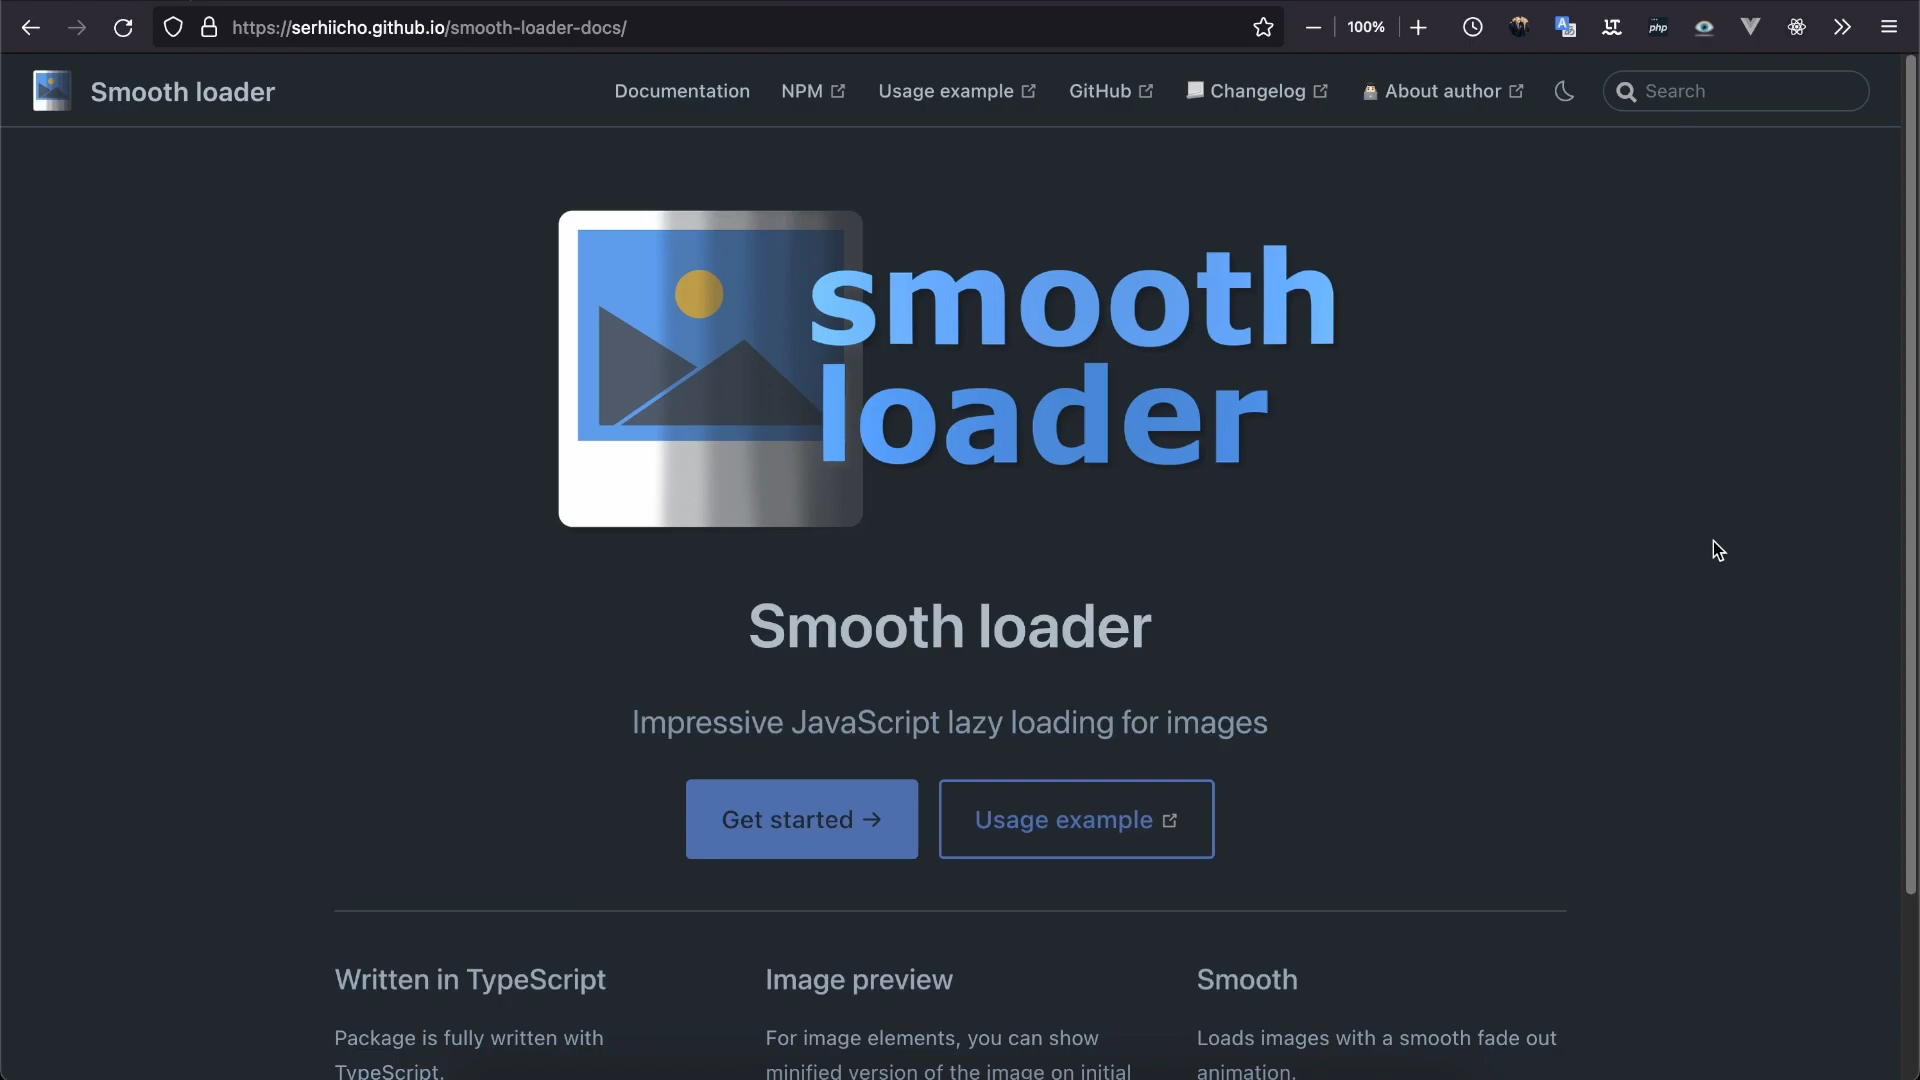 https://serhiicho.github.io/smooth-loader-docs/
100%
php
Smooth loader
Documentation
NPM
Usage example
GitHub
Changelog
About author
Search
smooth
loader
Smooth loader
Impressive JavaScript lazy loading for images
Get started →
Usage example
Written in TypeScript
Package is fully written with
TypeScript.
Image preview
For image elements, you can show
minified version of the image on initial
Smooth
Loads images with a smooth fade out
animation.